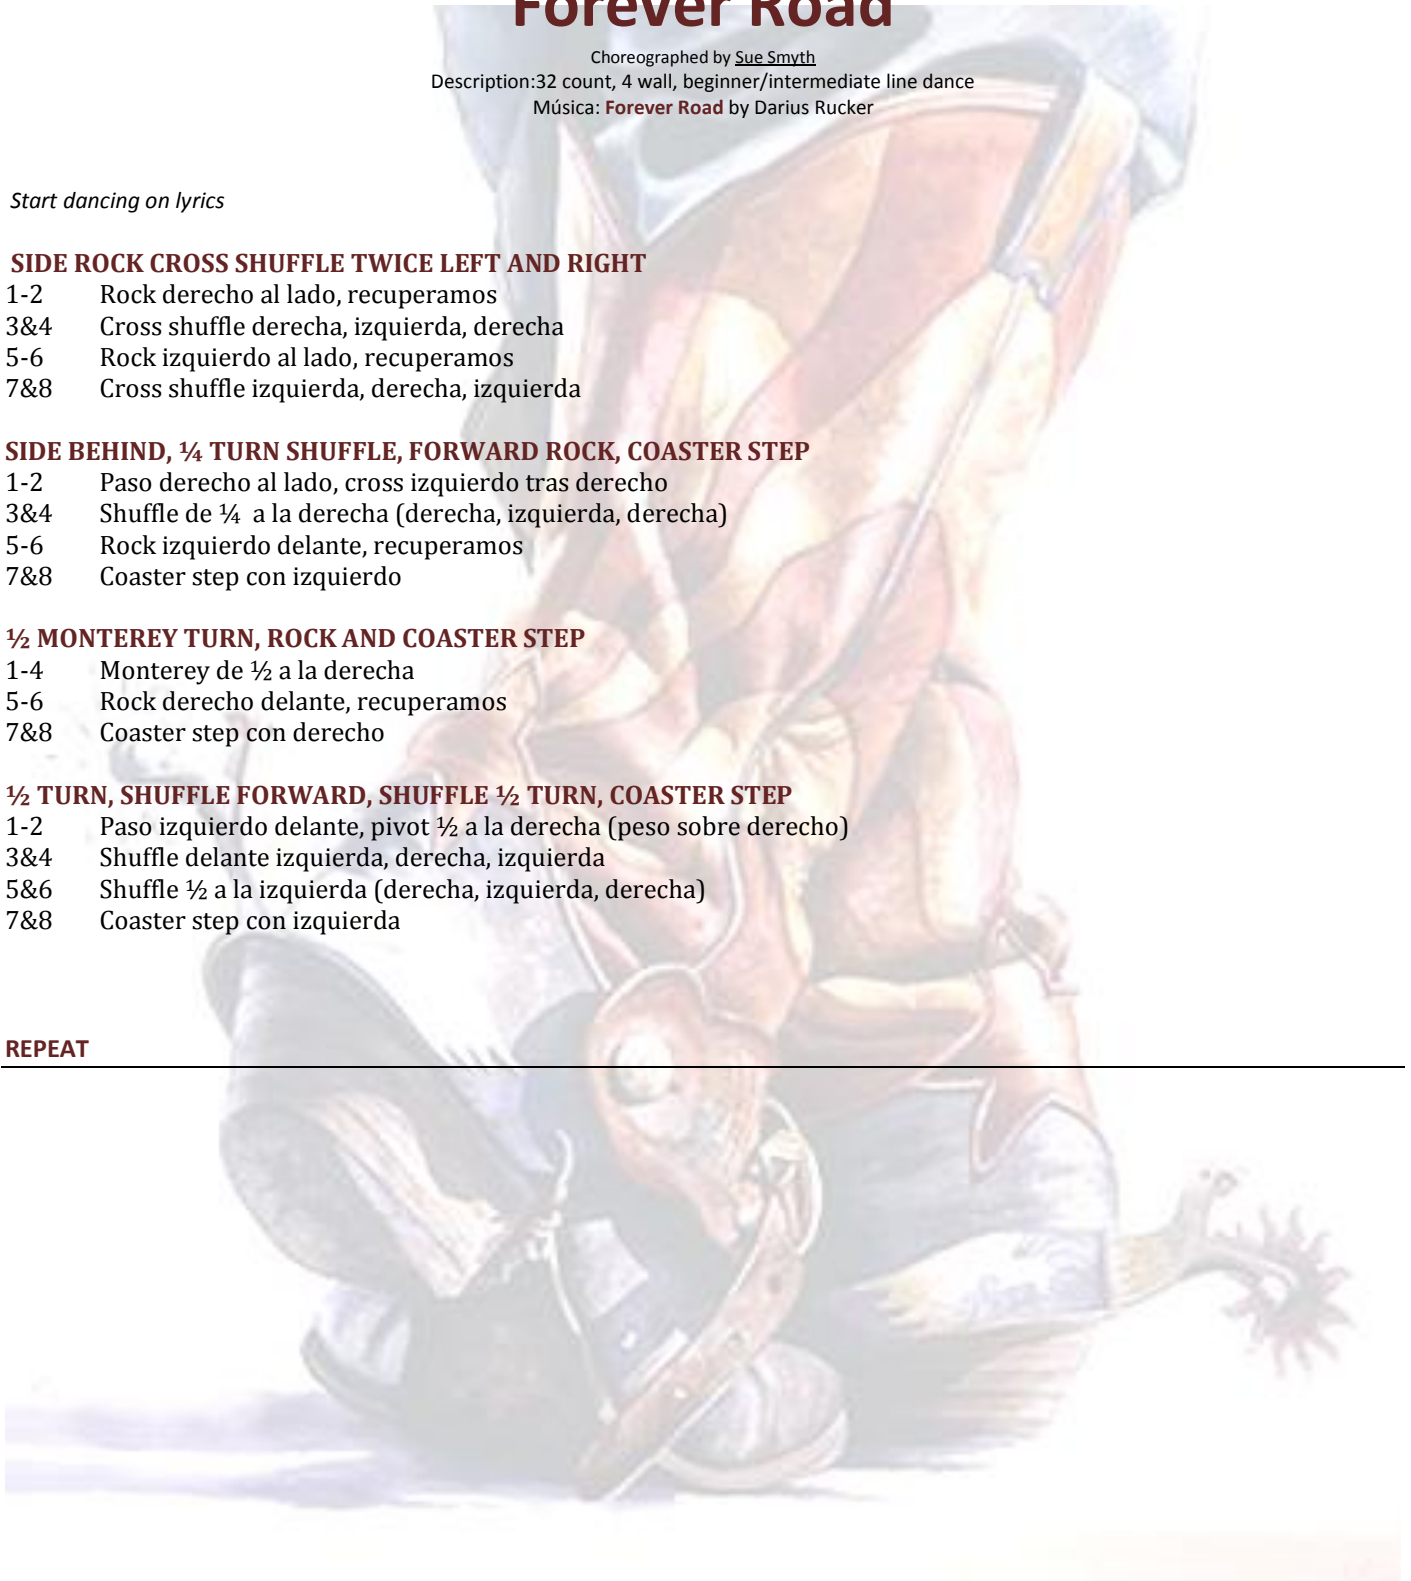 Forever Road
Choreographed by Sue Smyth
Description:32 count, 4 wall, beginner/intermediate line dance
Música: Forever Road by Darius Rucker
Start dancing on lyrics
SIDE ROCK CROSS SHUFFLE TWICE LEFT AND RIGHT
1-2 Rock derecho al lado, recuperamos
3&4 Cross shuffle derecha, izquierda, derecha
5-6 Rock izquierdo al lado, recuperamos
7&8 Cross shuffle izquierda, derecha, izquierda
SIDE BEHIND, ¼ TURN SHUFFLE, FORWARD ROCK, COASTER STEP
1-2 Paso derecho al lado, cross izquierdo tras derecho
3&4 Shuffle de ¼ a la derecha (derecha, izquierda, derecha)
5-6 Rock izquierdo delante, recuperamos
7&8 Coaster step con izquierdo
½ MONTEREY TURN, ROCK AND COASTER STEP
1-4 Monterey de ½ a la derecha
5-6 Rock derecho delante, recuperamos
7&8 Coaster step con derecho
½ TURN, SHUFFLE FORWARD, SHUFFLE ½ TURN, COASTER STEP
1-2 Paso izquierdo delante, pivot ½ a la derecha (peso sobre derecho)
3&4 Shuffle delante izquierda, derecha, izquierda
5&6 Shuffle ½ a la izquierda (derecha, izquierda, derecha)
7&8 Coaster step con izquierda
REPEAT